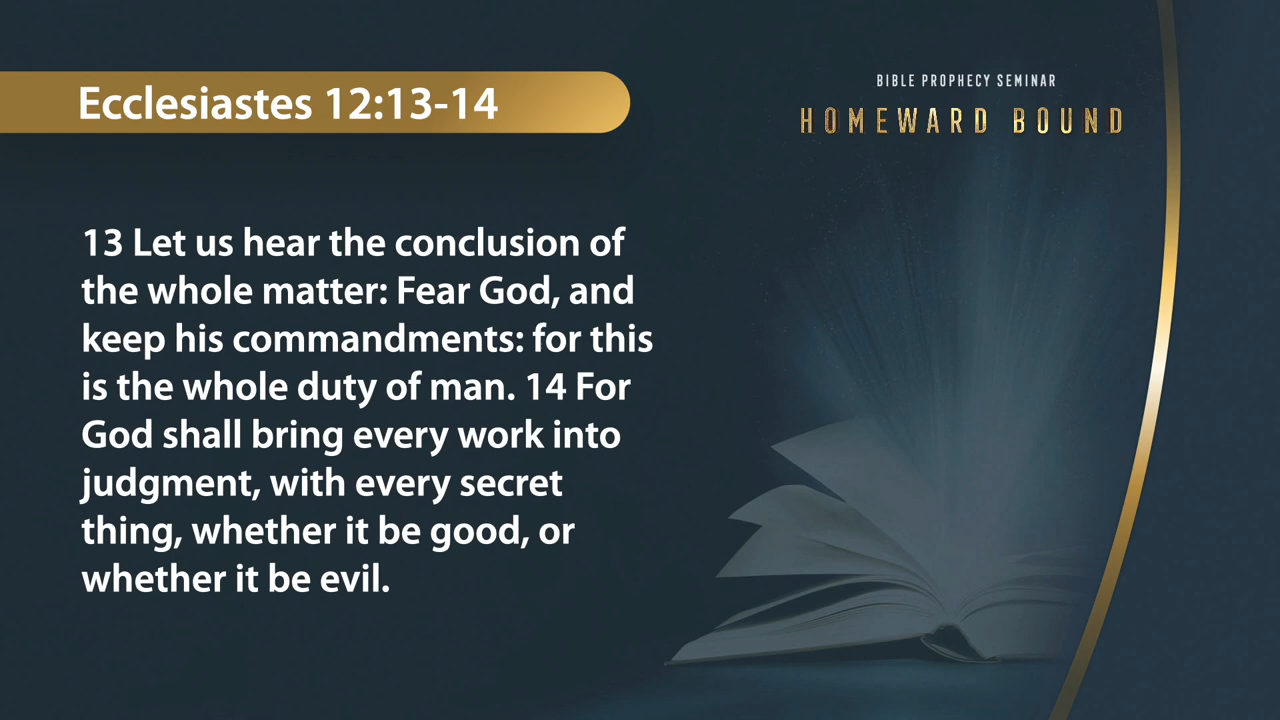 Ecclesiastes 12:13-14
BIBLE PROPHECY SEMINAR
HOMEWARD BOUND
13 Let us hear the conclusion of
the whole matter: Fear God, and
keep his commandments: for this
is the whole duty of man. 14 For
God shall bring every work into
judgment, with every secret
thing, whether it be good, or
whether it be evil.